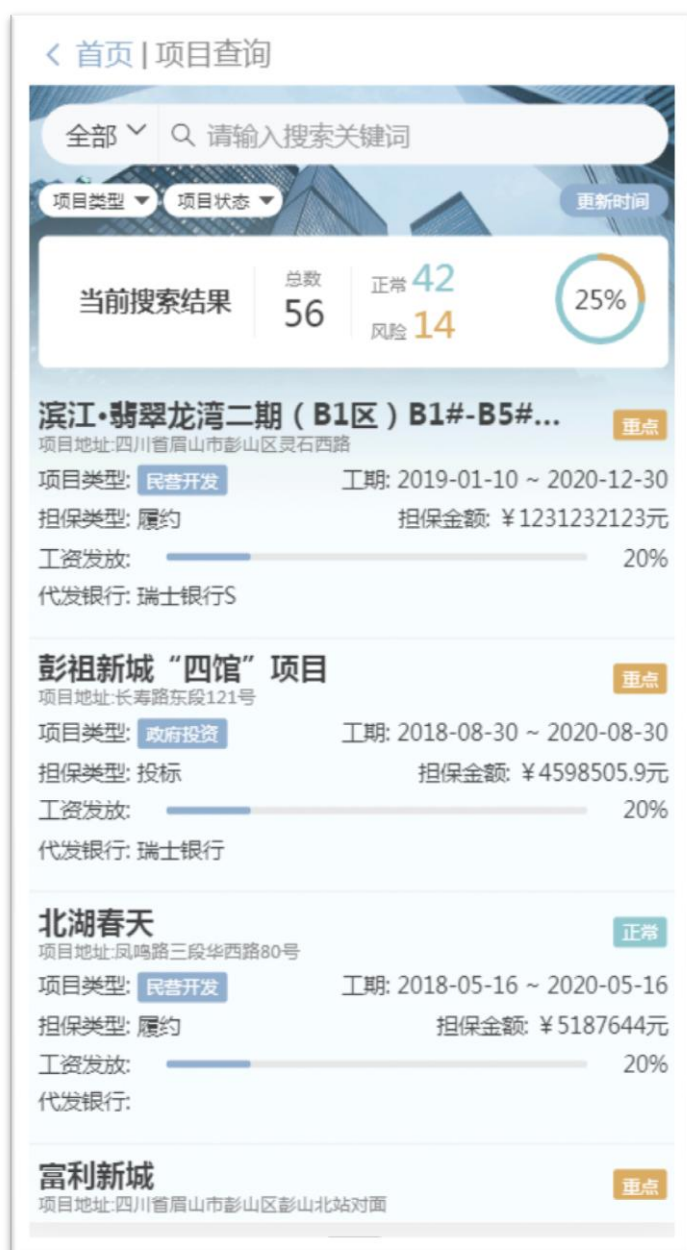 首页 | 项目查询
全部 请输入搜索关键词
项目类型 项目状态 更新时间
当前搜索结果 总数 56 正常 42 风险 14 25%
滨江·翡翠龙湾二期（B1区）B1#-B5#... 重点
项目地址:四川省眉山市彭山区灵石西路
项目类型: 民营开发 工期: 2019-01-10 ~ 2020-12-30
担保类型: 履约 担保金额: ¥1231232123元
工资发放: 20%
代发银行: 瑞士银行S
彭祖新城“四馆”项目 重点
项目地址:长寿路东段121号
项目类型: 政府投资 工期: 2018-08-30 ~ 2020-08-30
担保类型: 投标 担保金额: ¥4598505.9元
工资发放: 20%
代发银行: 瑞士银行
北湖春天 正常
项目地址:凤鸣路三段华西路80号
项目类型: 民营开发 工期: 2018-05-16 ~ 2020-05-16
担保类型: 履约 担保金额: ¥5187644元
工资发放: 20%
代发银行:
富利新城 重点
项目地址:四川省眉山市彭山区彭山北站对面